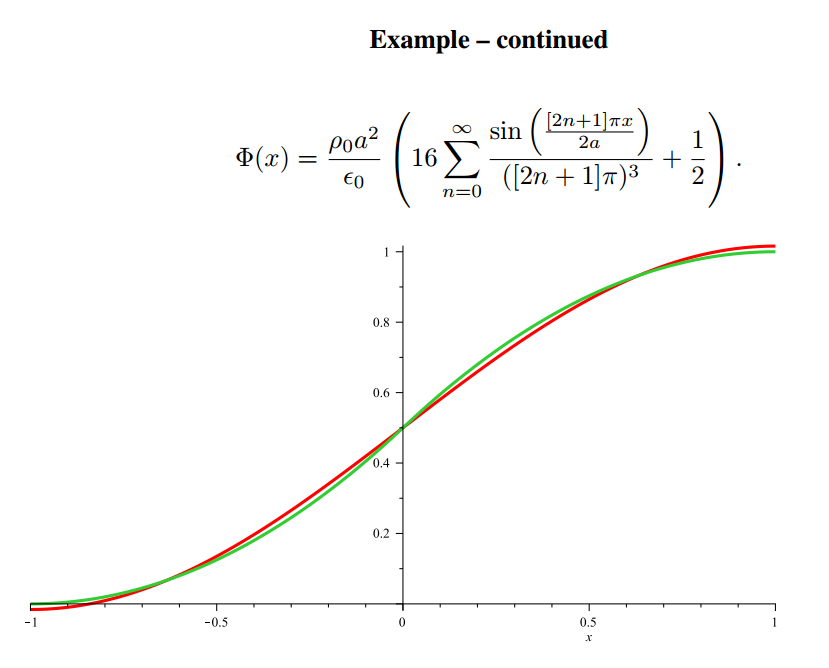 Example – continued
Φ(x) = ρ₀a²/ϵ₀ (16 ∑_{n=0}^{∞} sin([2n+1]πx/2a)/([2n+1]π)³ + 1/2).
1
0.8
0.6
0.4
0.2
−1 −0.5 0 0.5 1
x